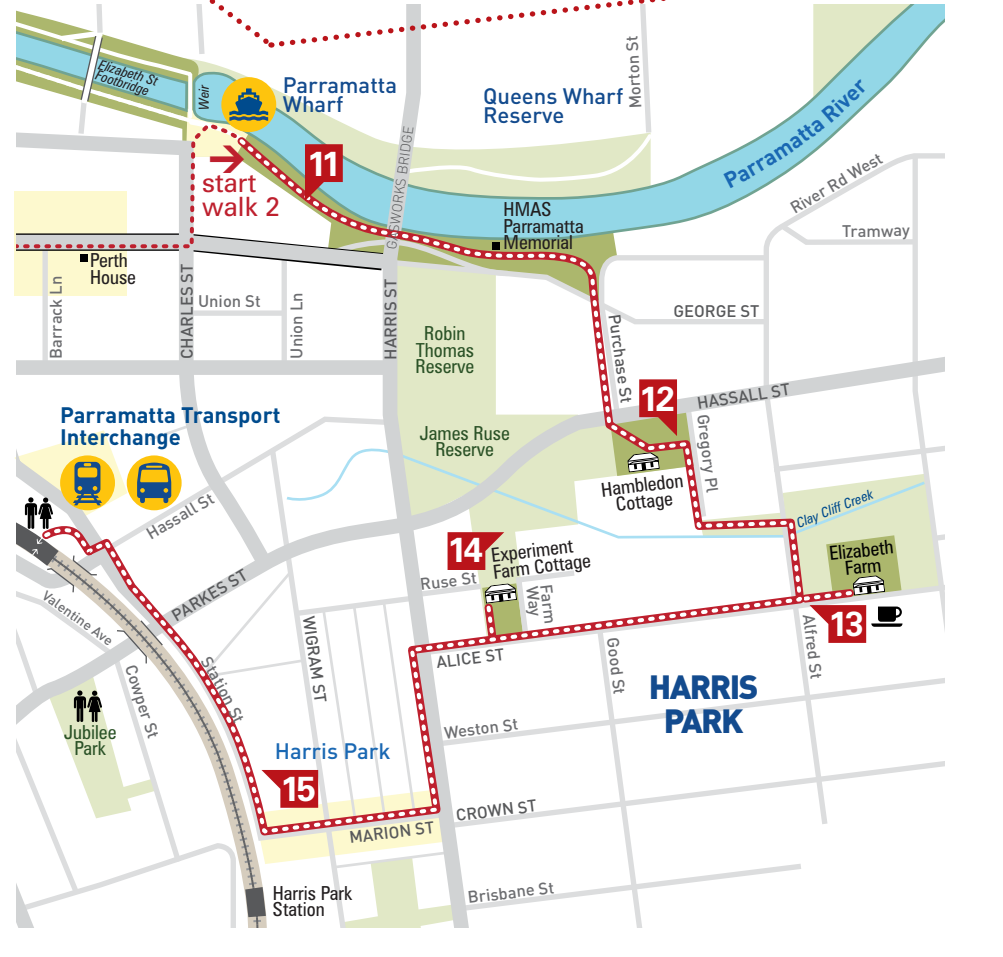 Elizabeth St
Footbridge
Weir
Parramatta
Wharf
Queens Wharf
Reserve
Morton St
Parramatta River
start
walk 2
11
GASWORKS BRIDGE
HMAS
Parramatta
Memorial
River Rd West
Tramway
Perth
House
Barrack Ln
CHARLES ST
Union St
Union Ln
HARRIS ST
Robin
Thomas
Reserve
Purchase St
GEORGE ST
12
HASSALL ST
Parramatta Transport
Interchange
James Ruse
Reserve
Gregory Pl
Hambledon
Cottage
Hassall St
Clay Cliff Creek
14
Experiment
Farm Cottage
Elizabeth
Farm
PARKES ST
Ruse St
Farm
Way
Valentine Ave
WIGRAM ST
13
Alfred St
Station St
ALICE ST
Good St
Cowper St
HARRIS
PARK
Jubilee
Park
Weston St
Harris Park
15
CROWN ST
MARION ST
Harris Park
Station
Brisbane St